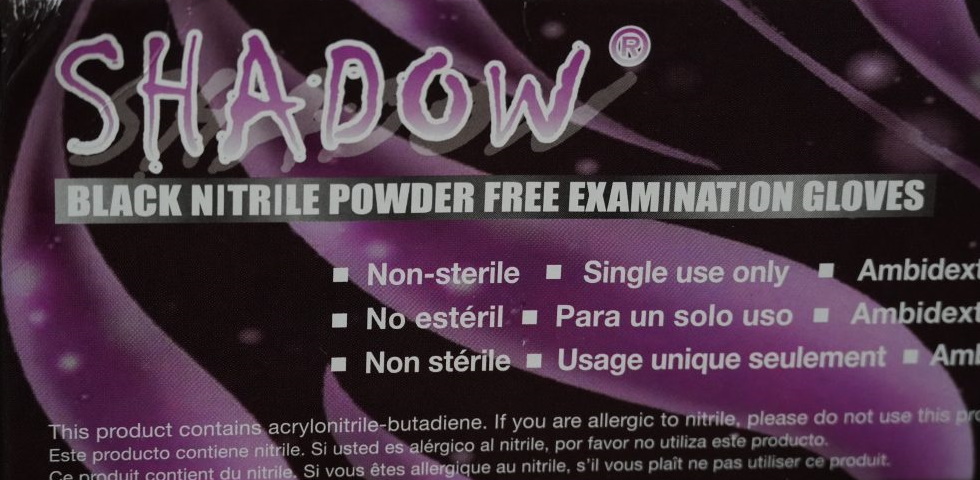 SHADOW®
BLACK NITRILE POWDER FREE EXAMINATION GLOVES
■ Non-sterile ■ Single use only ■ Ambidext
■ No estéril ■ Para un solo uso ■ Ambidext
■ Non stérile ■ Usage unique seulement ■ Amb
This product contains acrylonitrile-butadiene. If you are allergic to nitrile, please do not use this pro
Este producto contiene nitrile. Si usted es alérgico al nitrile, por favor no utiliza este producto.
Ce produit contient du nitrile. Si vous êtes allergique au nitrile, s'il vous plaît ne pas utiliser ce produit.